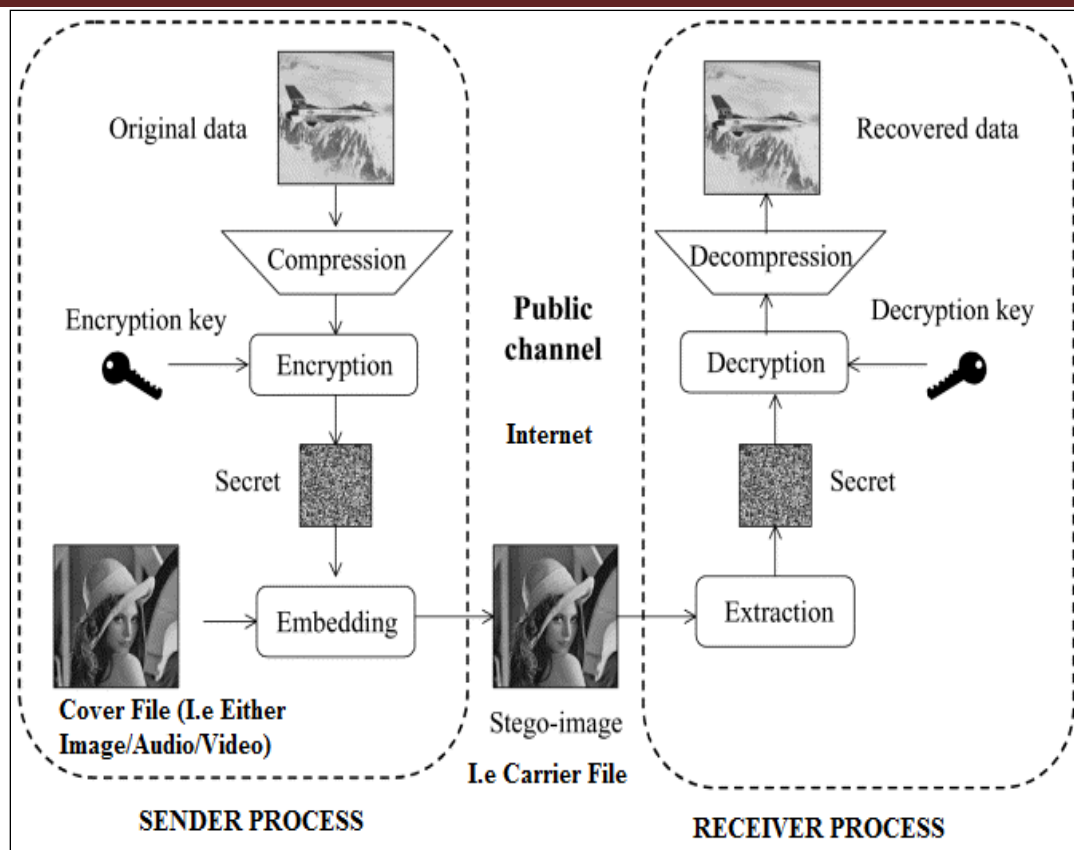 Original data
Compression
Encryption key
Encryption
Secret
Embedding
Cover File (I.e Either
Image/Audio/Video)
SENDER PROCESS
Public
channel
Internet
Stego-image
I.e Carrier File
Recovered data
Decompression
Decryption key
Decryption
Secret
Extraction
RECEIVER PROCESS